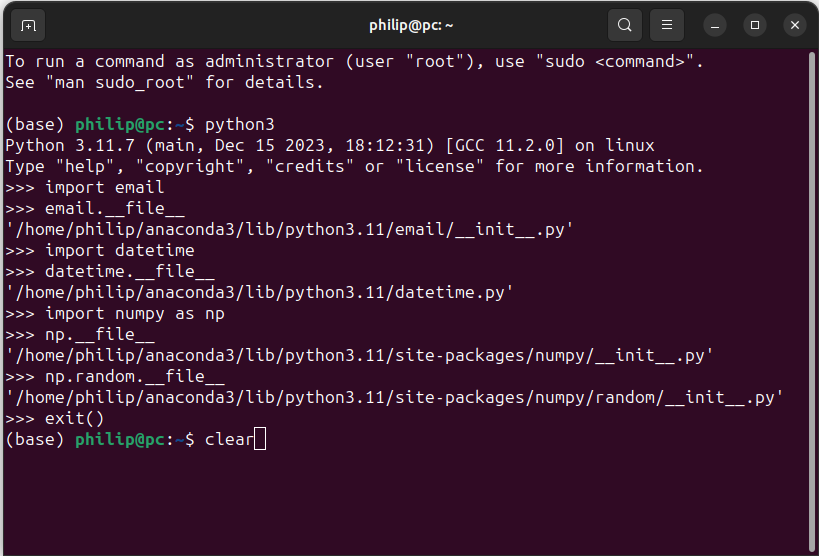 philip@pc: ~
To run a command as administrator (user "root"), use "sudo <command>".
See "man sudo_root" for details.
(base) philip@pc:~$ python3
Python 3.11.7 (main, Dec 15 2023, 18:12:31) [GCC 11.2.0] on linux
Type "help", "copyright", "credits" or "license" for more information.
>>> import email
>>> email.__file__
'/home/philip/anaconda3/lib/python3.11/email/__init__.py'
>>> import datetime
>>> datetime.__file__
'/home/philip/anaconda3/lib/python3.11/datetime.py'
>>> import numpy as np
>>> np.__file__
'/home/philip/anaconda3/lib/python3.11/site-packages/numpy/__init__.py'
>>> np.random.__file__
'/home/philip/anaconda3/lib/python3.11/site-packages/numpy/random/__init__.py'
>>> exit()
(base) philip@pc:~$ clear